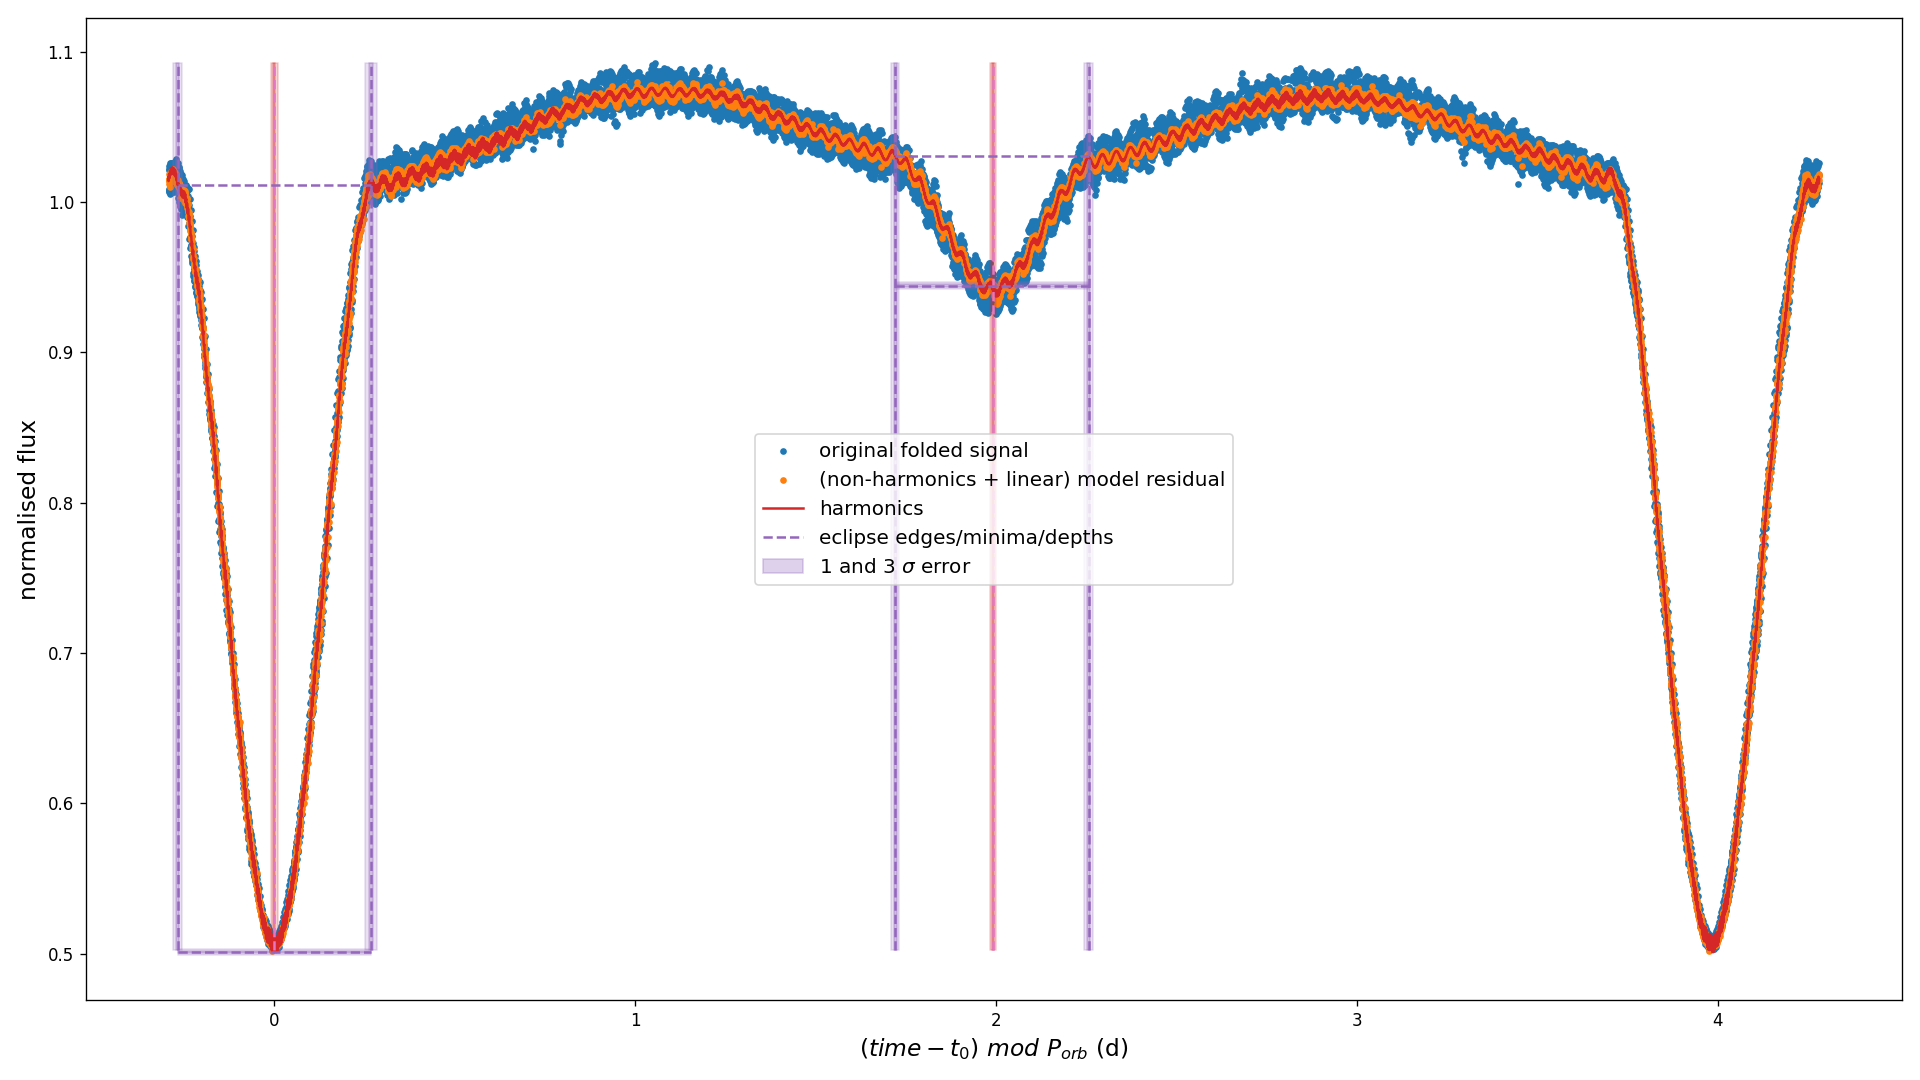 1.1
1.0
0.9
0.8
0.7
0.6
0.5
normalised flux
original folded signal
(non-harmonics + linear) model residual
harmonics
eclipse edges/minima/depths
1 and 3 σ error
0 1 2 3 4
(time − t₀) mod Pₒᵣb (d)